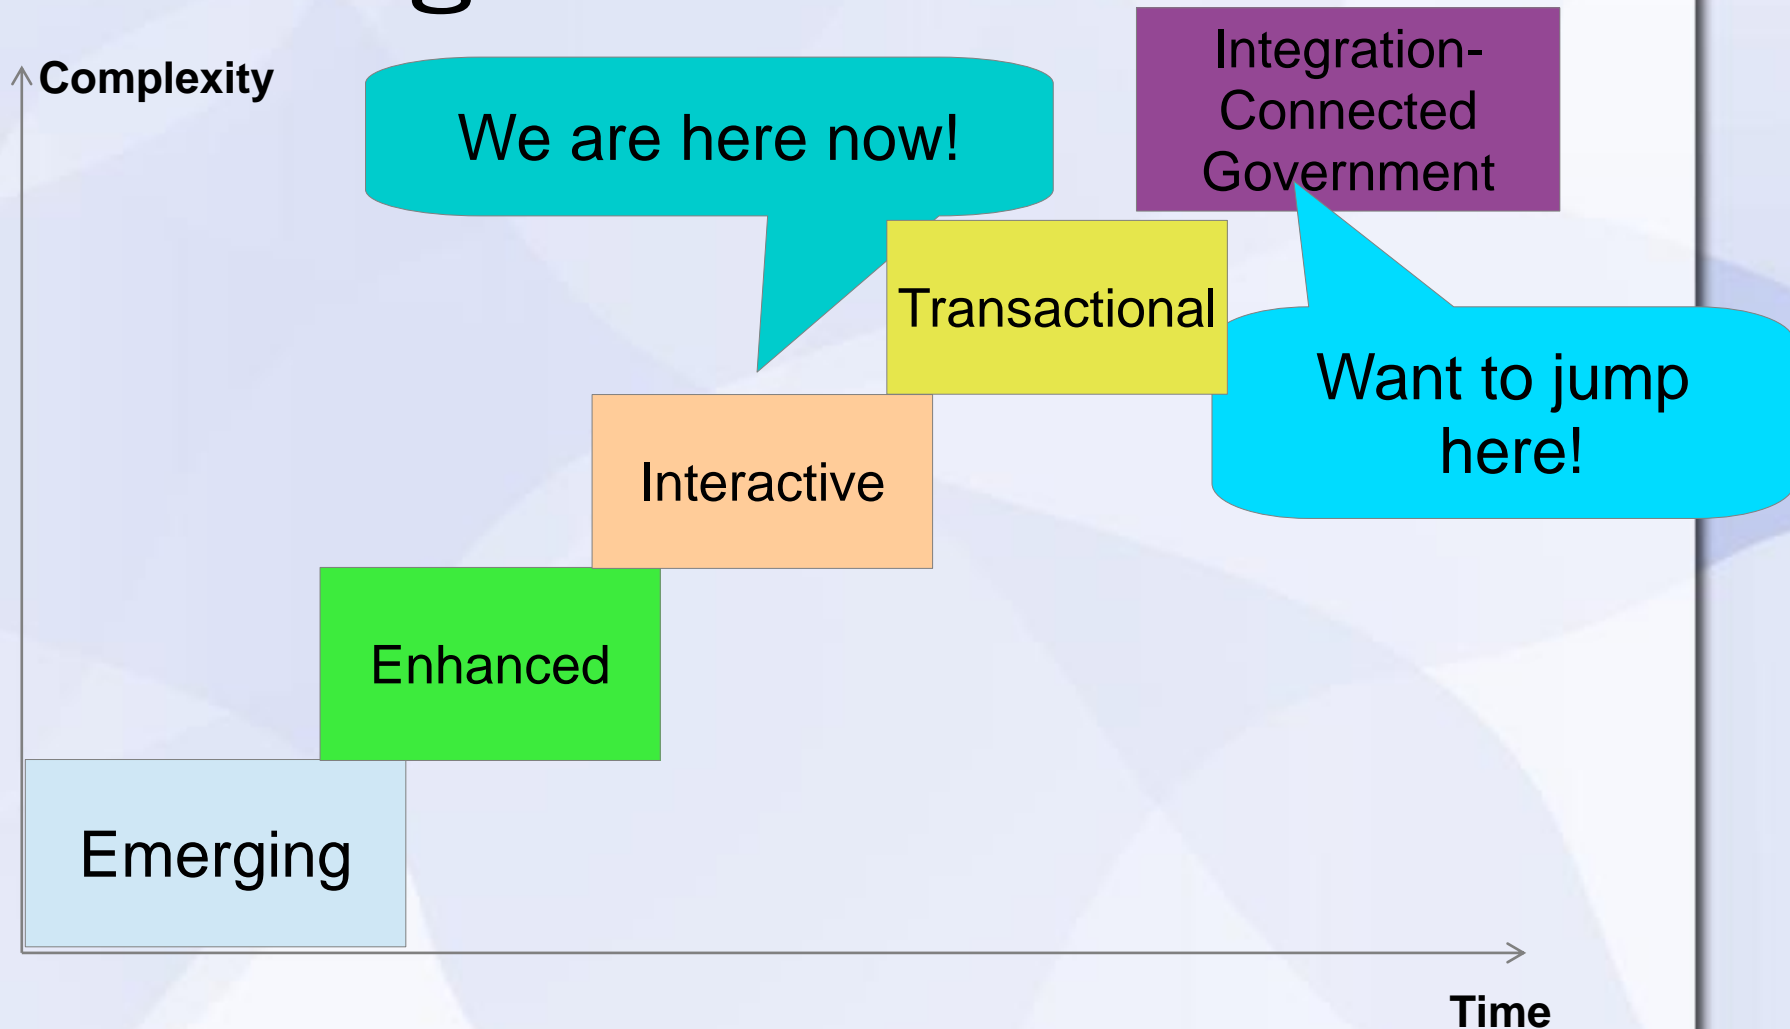 Complexity
We are here now!
Integration-
Connected
Government
Transactional
Want to jump
here!
Interactive
Enhanced
Emerging
Time